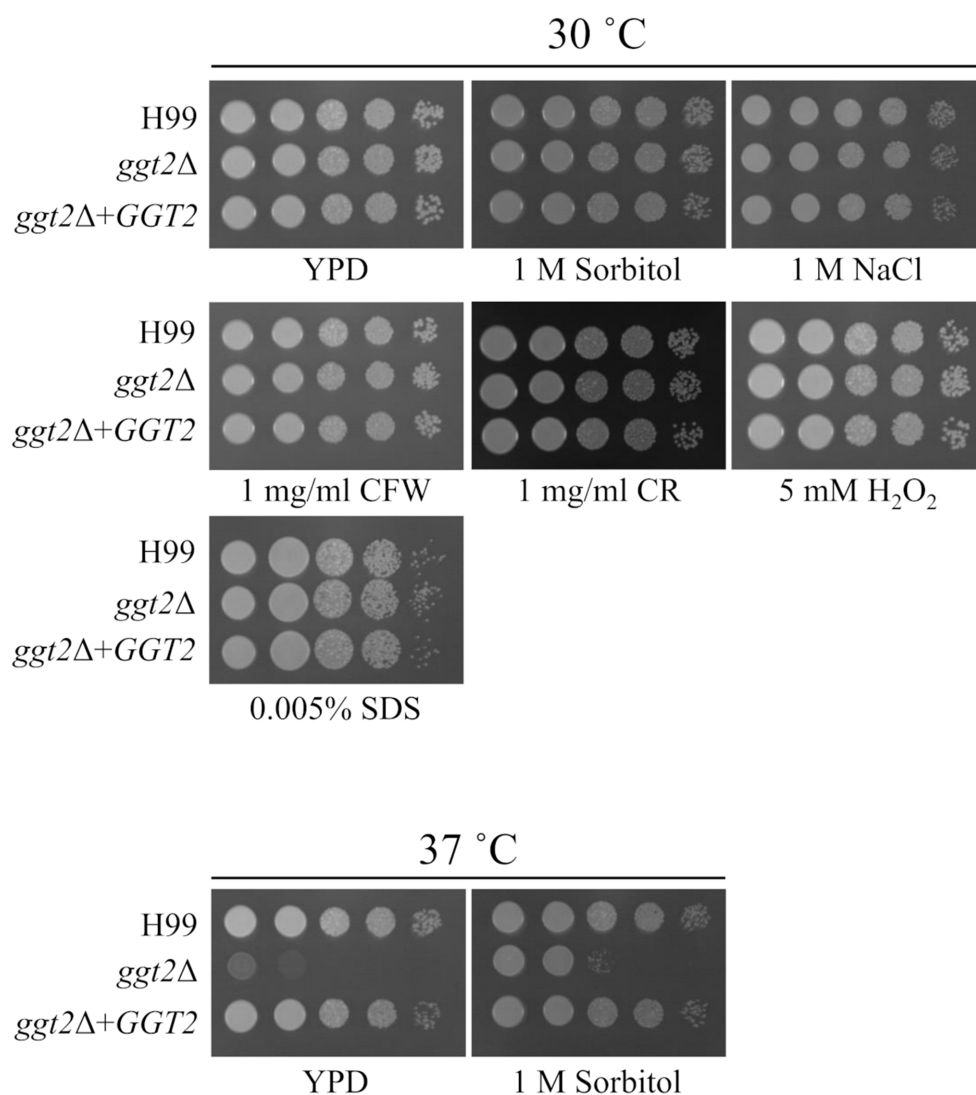 30 ˚C
H99
ggt2Δ
ggt2Δ+GGT2
YPD
1 M Sorbitol
1 M NaCl
H99
ggt2Δ
ggt2Δ+GGT2
1 mg/ml CFW
1 mg/ml CR
5 mM H₂O₂
H99
ggt2Δ
ggt2Δ+GGT2
0.005% SDS
37 ˚C
H99
ggt2Δ
ggt2Δ+GGT2
YPD
1 M Sorbitol